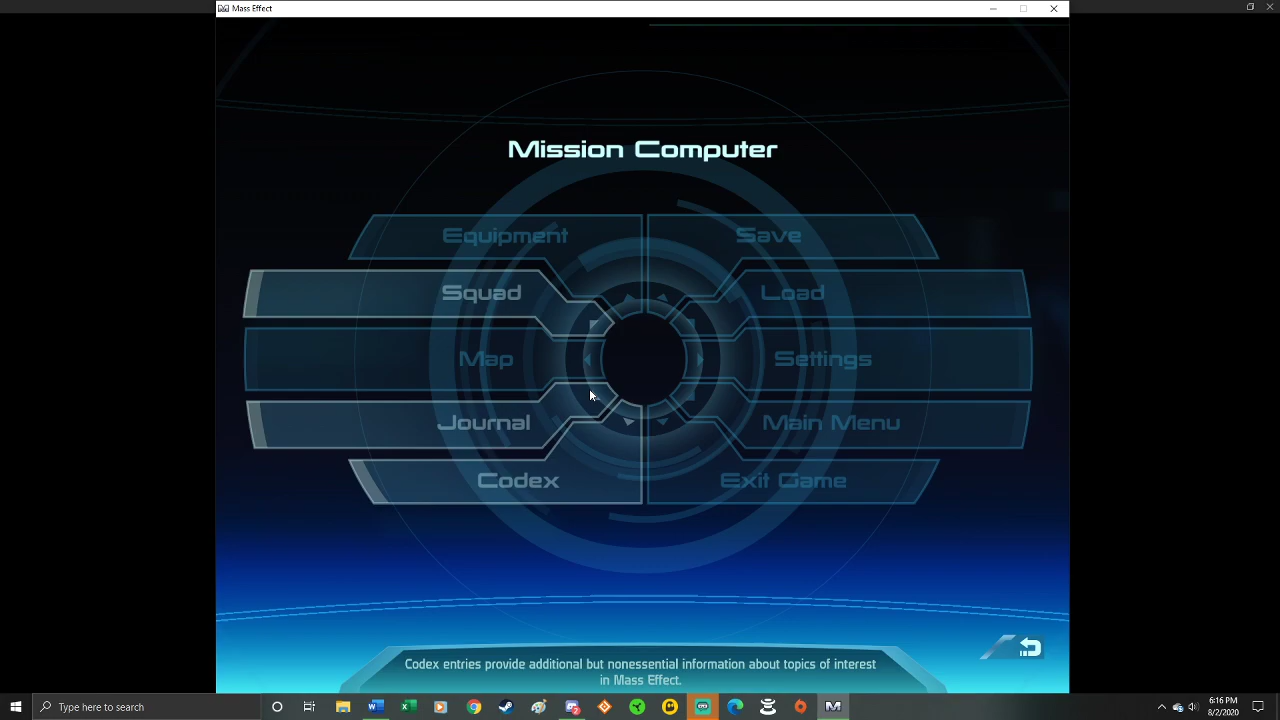 Mass Effect
Mission Computer
Equipment
Save
Squad
Load
Map
Settings
Journal
Main Menu
Codex
Exit Game
Codex entries provide additional but nonessential information about topics of interest
in Mass Effect.
Type here to search
6:16 PM
8/2/2020